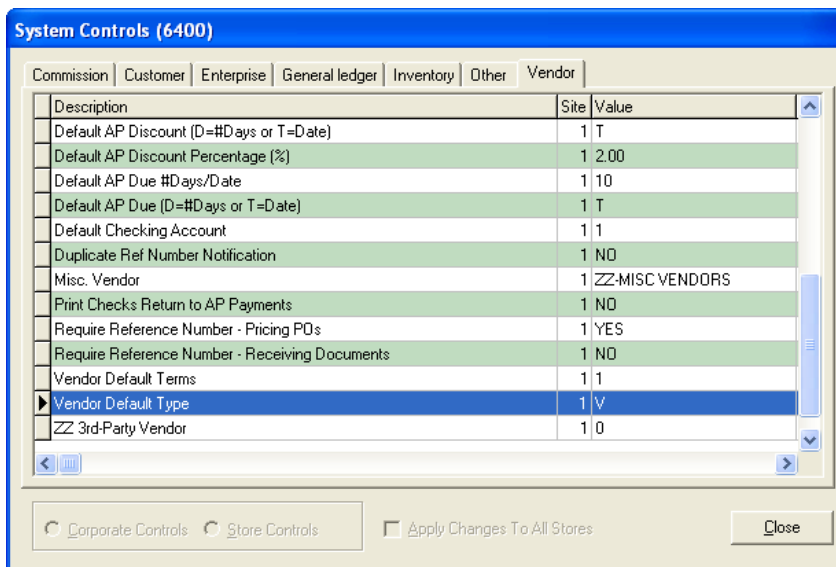 System Controls (6400)
Commission Customer Enterprise General ledger Inventory Other Vendor
Description Site Value
Default AP Discount (D=#Days or T=Date) 1 T
Default AP Discount Percentage (%) 1 2.00
Default AP Due #Days/Date 1 10
Default AP Due (D=#Days or T=Date) 1 T
Default Checking Account 1 1
Duplicate Ref Number Notification 1 NO
Misc. Vendor 1 ZZ-MISC VENDORS
Print Checks Return to AP Payments 1 NO
Require Reference Number - Pricing POs 1 YES
Require Reference Number - Receiving Documents 1 NO
Vendor Default Terms 1 1
Vendor Default Type 1 V
ZZ 3rd-Party Vendor 1 0
Corporate Controls Store Controls Apply Changes To All Stores Close